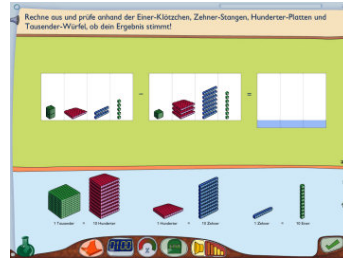 Rechne aus und prüfe anhand der Einer-Klötzchen, Zehner-Stangen, Hunderter-Platten und
Tausender-Würfel, ob dein Ergebnis stimmt!
- =
1 Tausender = 10 Hunderter 1 Hunderter = 10 Zehner 1 Zehner = 10 Einer